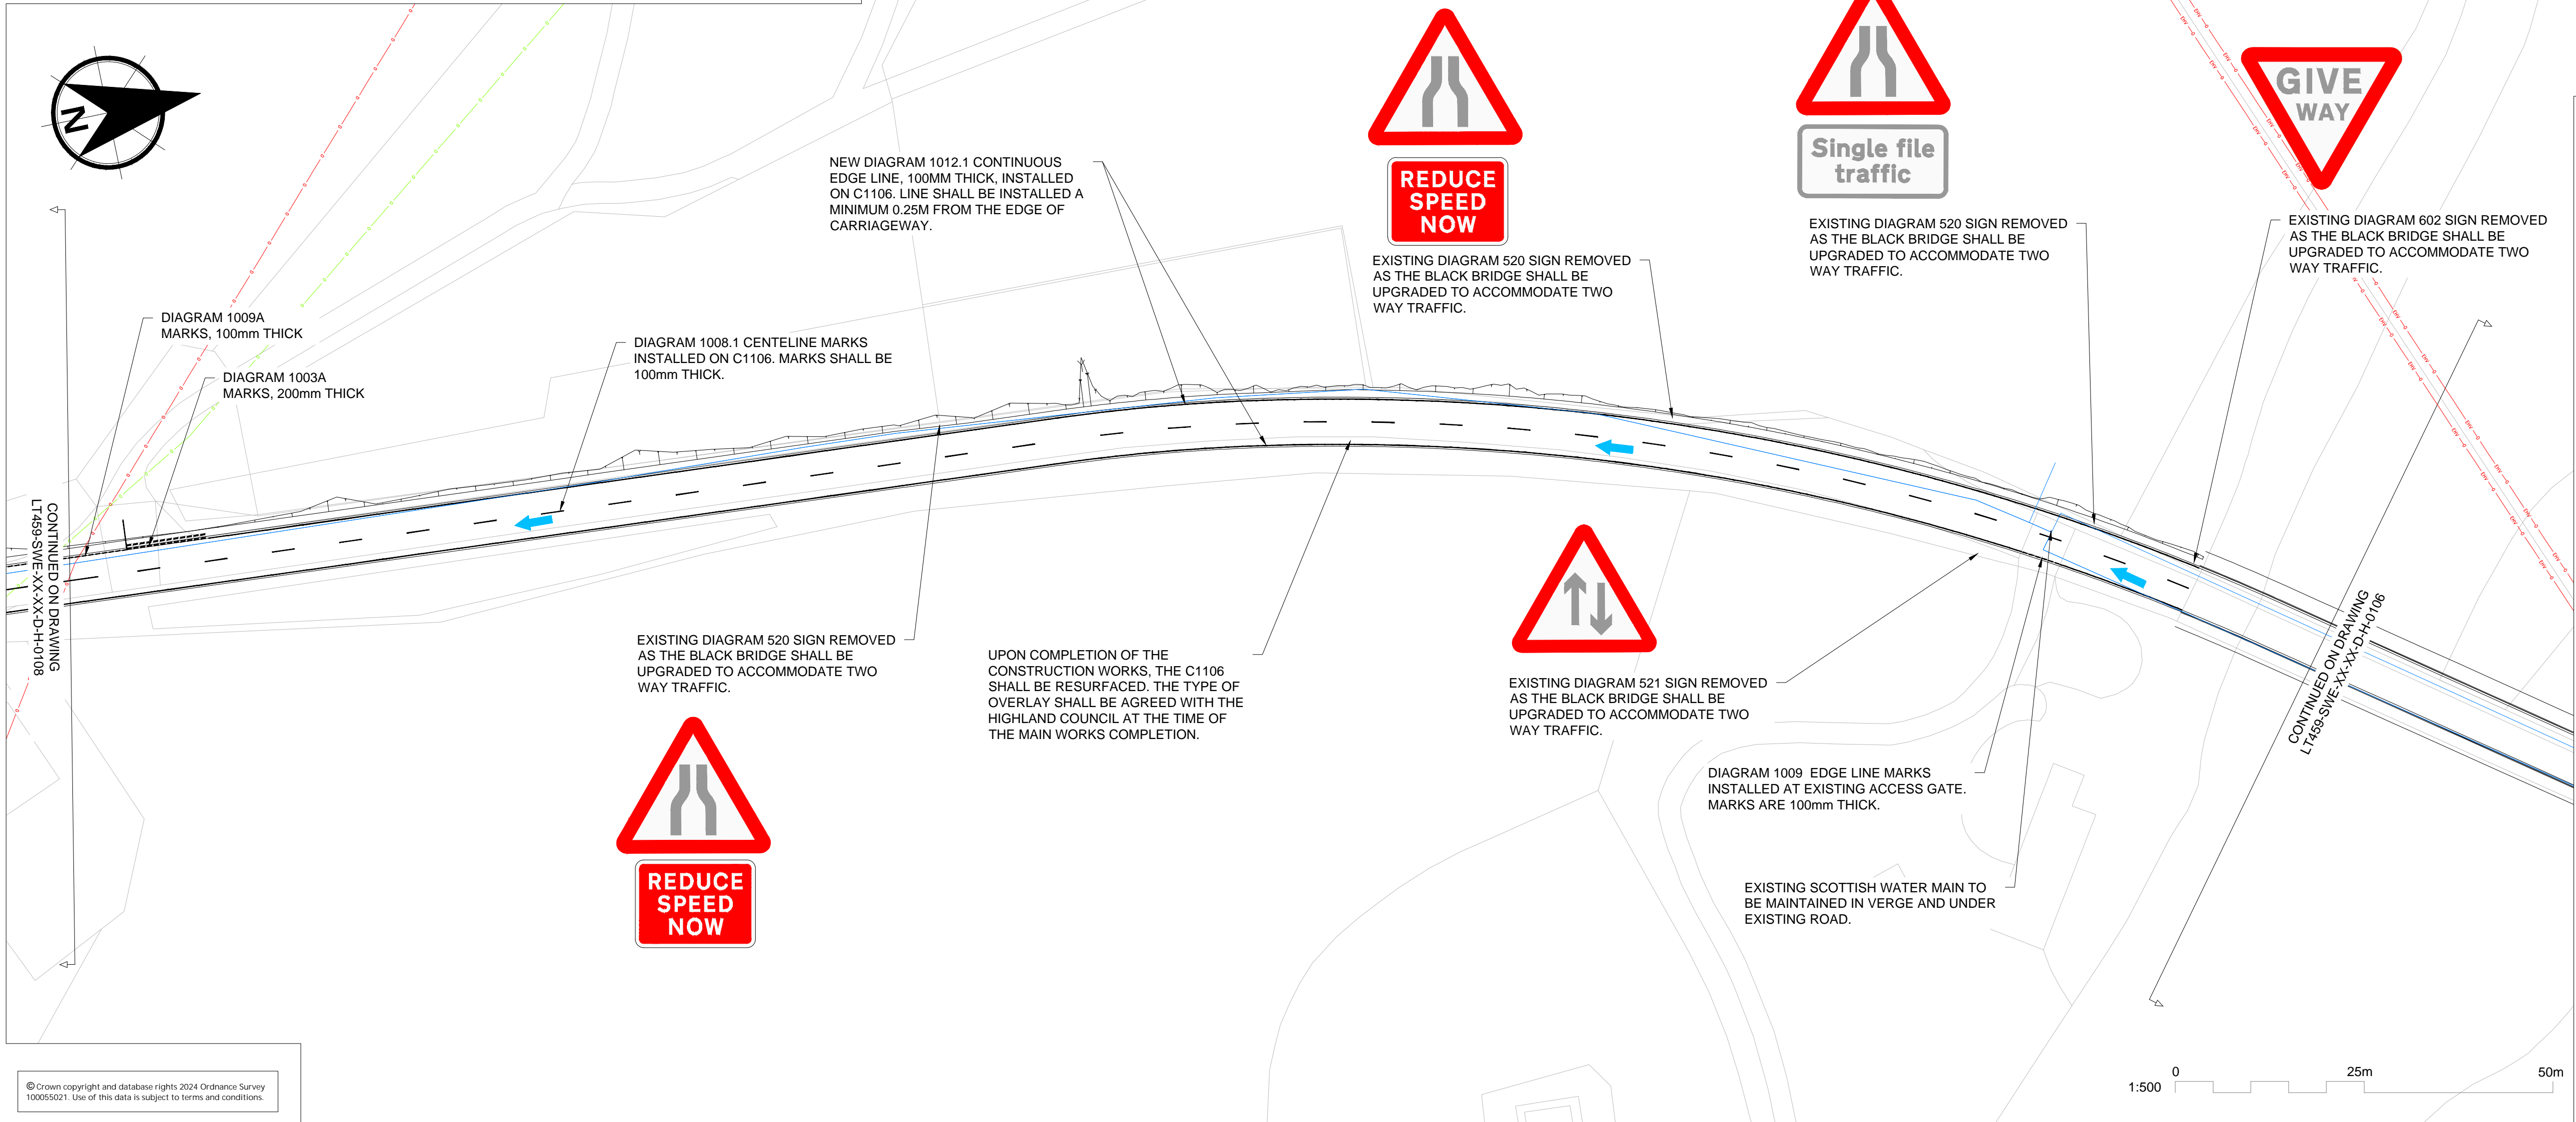 N
NEW DIAGRAM 1012.1 CONTINUOUS
EDGE LINE, 100MM THICK, INSTALLED
ON C1106. LINE SHALL BE INSTALLED A
MINIMUM 0.25M FROM THE EDGE OF
CARRIAGEWAY.
REDUCE
SPEED
NOW
EXISTING DIAGRAM 520 SIGN REMOVED
AS THE BLACK BRIDGE SHALL BE
UPGRADED TO ACCOMMODATE TWO
WAY TRAFFIC.
Single file
traffic
EXISTING DIAGRAM 520 SIGN REMOVED
AS THE BLACK BRIDGE SHALL BE
UPGRADED TO ACCOMMODATE TWO
WAY TRAFFIC.
GIVE
WAY
EXISTING DIAGRAM 602 SIGN REMOVED
AS THE BLACK BRIDGE SHALL BE
UPGRADED TO ACCOMMODATE TWO
WAY TRAFFIC.
DIAGRAM 1009A
MARKS, 100mm THICK
DIAGRAM 1003A
MARKS, 200mm THICK
DIAGRAM 1008.1 CENTELINE MARKS
INSTALLED ON C1106. MARKS SHALL BE
100mm THICK.
CONTINUED ON DRAWING
LT459-SWE-XX-XX-D-H-0108
EXISTING DIAGRAM 520 SIGN REMOVED
AS THE BLACK BRIDGE SHALL BE
UPGRADED TO ACCOMMODATE TWO
WAY TRAFFIC.
REDUCE
SPEED
NOW
UPON COMPLETION OF THE
CONSTRUCTION WORKS, THE C1106
SHALL BE RESURFACED. THE TYPE OF
OVERLAY SHALL BE AGREED WITH THE
HIGHLAND COUNCIL AT THE TIME OF
THE MAIN WORKS COMPLETION.
EXISTING DIAGRAM 521 SIGN REMOVED
AS THE BLACK BRIDGE SHALL BE
UPGRADED TO ACCOMMODATE TWO
WAY TRAFFIC.
DIAGRAM 1009 EDGE LINE MARKS
INSTALLED AT EXISTING ACCESS GATE.
MARKS ARE 100mm THICK.
EXISTING SCOTTISH WATER MAIN TO
BE MAINTAINED IN VERGE AND UNDER
EXISTING ROAD.
CONTINUED ON DRAWING
LT459-SWE-XX-XX-D-H-0106
© Crown copyright and database rights 2024 Ordnance Survey
100055021. Use of this data is subject to terms and conditions.
1:500
0 25m 50m